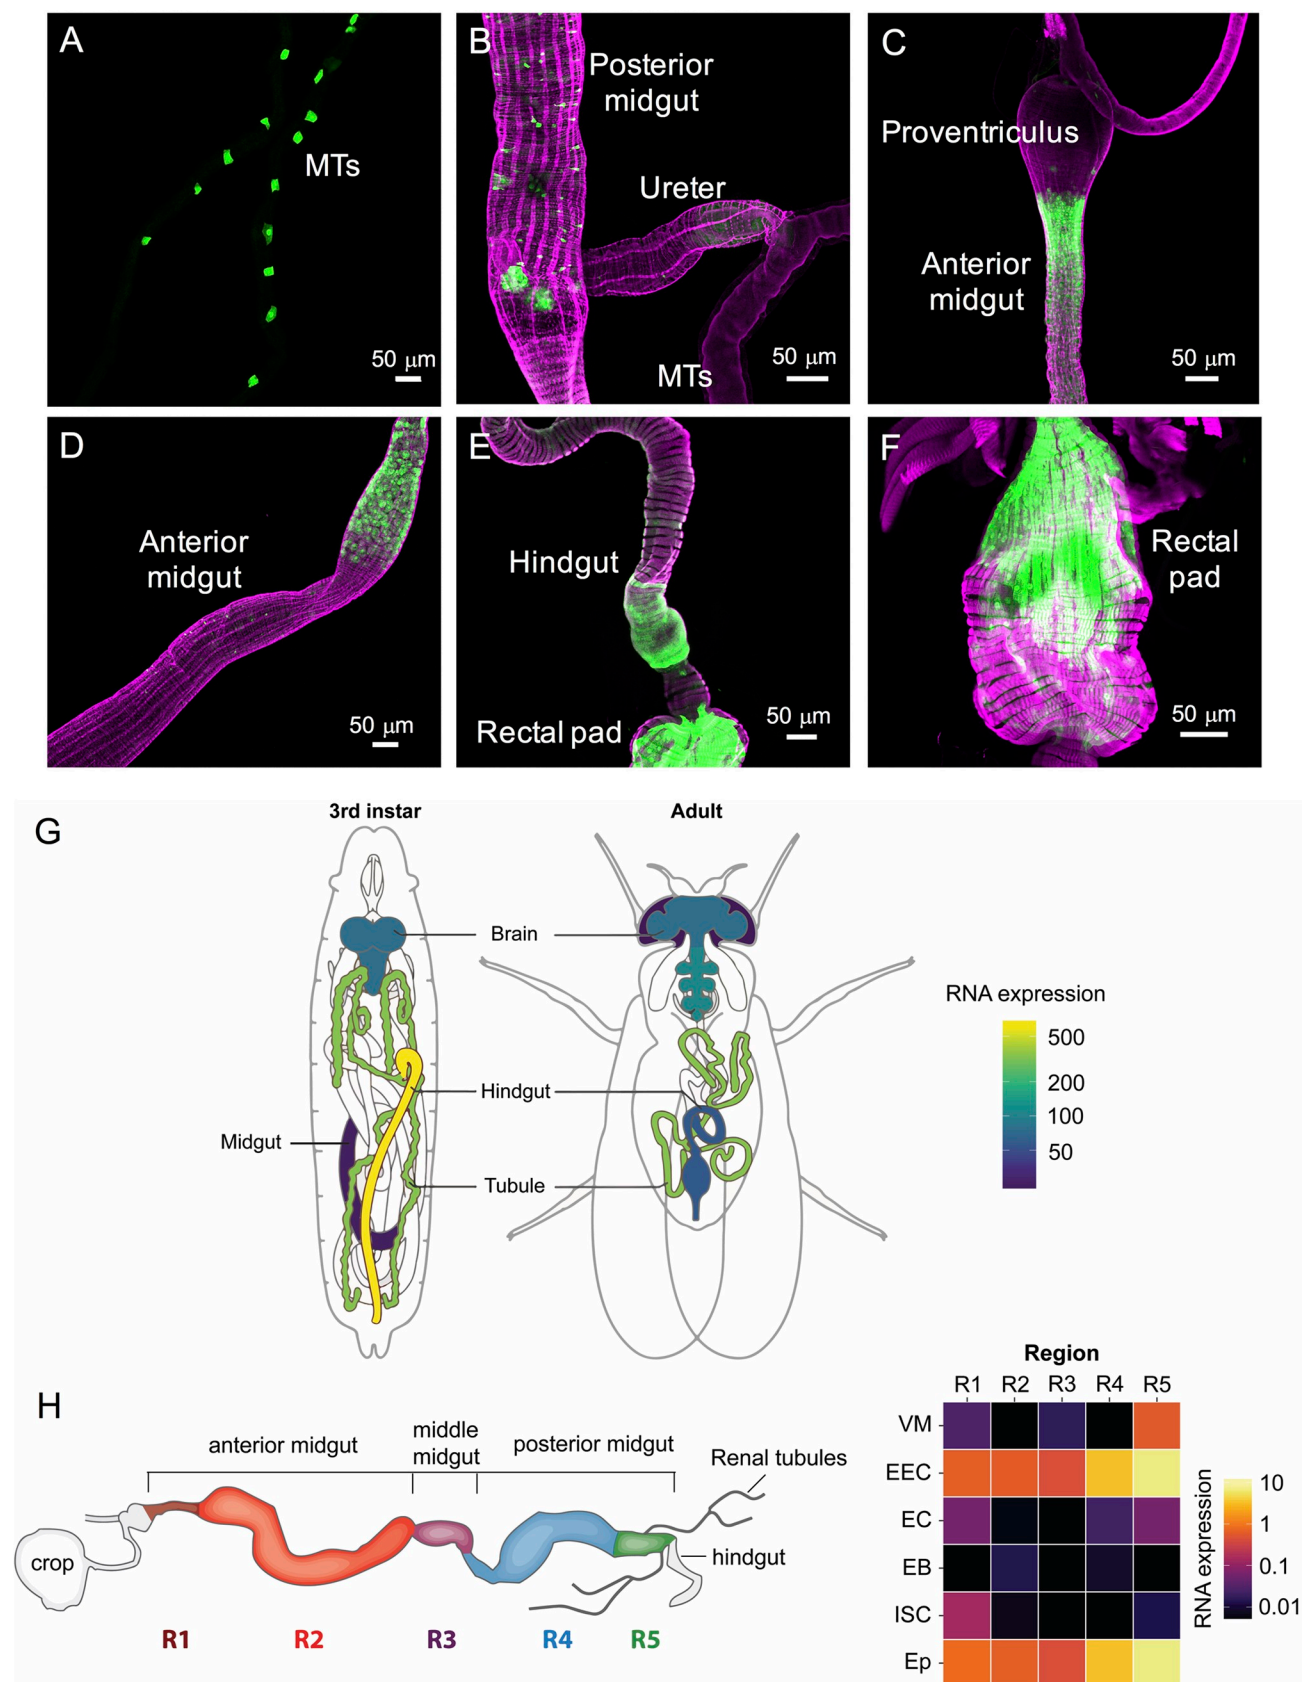 A
MTs
50 μm
B
Posterior
midgut
Ureter
MTs
50 μm
C
Proventriculus
Anterior
midgut
50 μm
D
Anterior
midgut
50 μm
E
Hindgut
Rectal pad
50 μm
F
Rectal
pad
50 μm
G
3rd instar
Adult
Brain
Hindgut
Midgut
Tubule
RNA expression
500
200
100
50
H
anterior midgut
middle
midgut
posterior midgut
Renal tubules
crop
hindgut
R1
R2
R3
R4
R5
Region
R1 R2 R3 R4 R5
VM
EEC
EC
EB
ISC
Ep
RNA expression
10
1
0.1
0.01